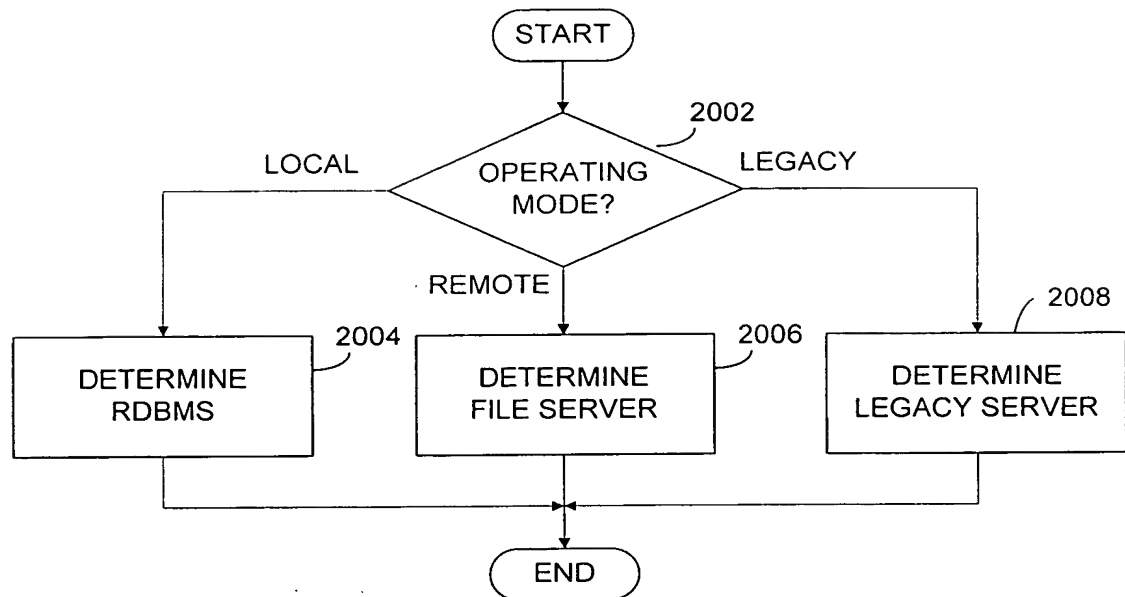 START
2002
LOCAL
OPERATING
MODE?
LEGACY
REMOTE
2004
2006
2008
DETERMINE
RDBMS
DETERMINE
FILE SERVER
DETERMINE
LEGACY SERVER
END